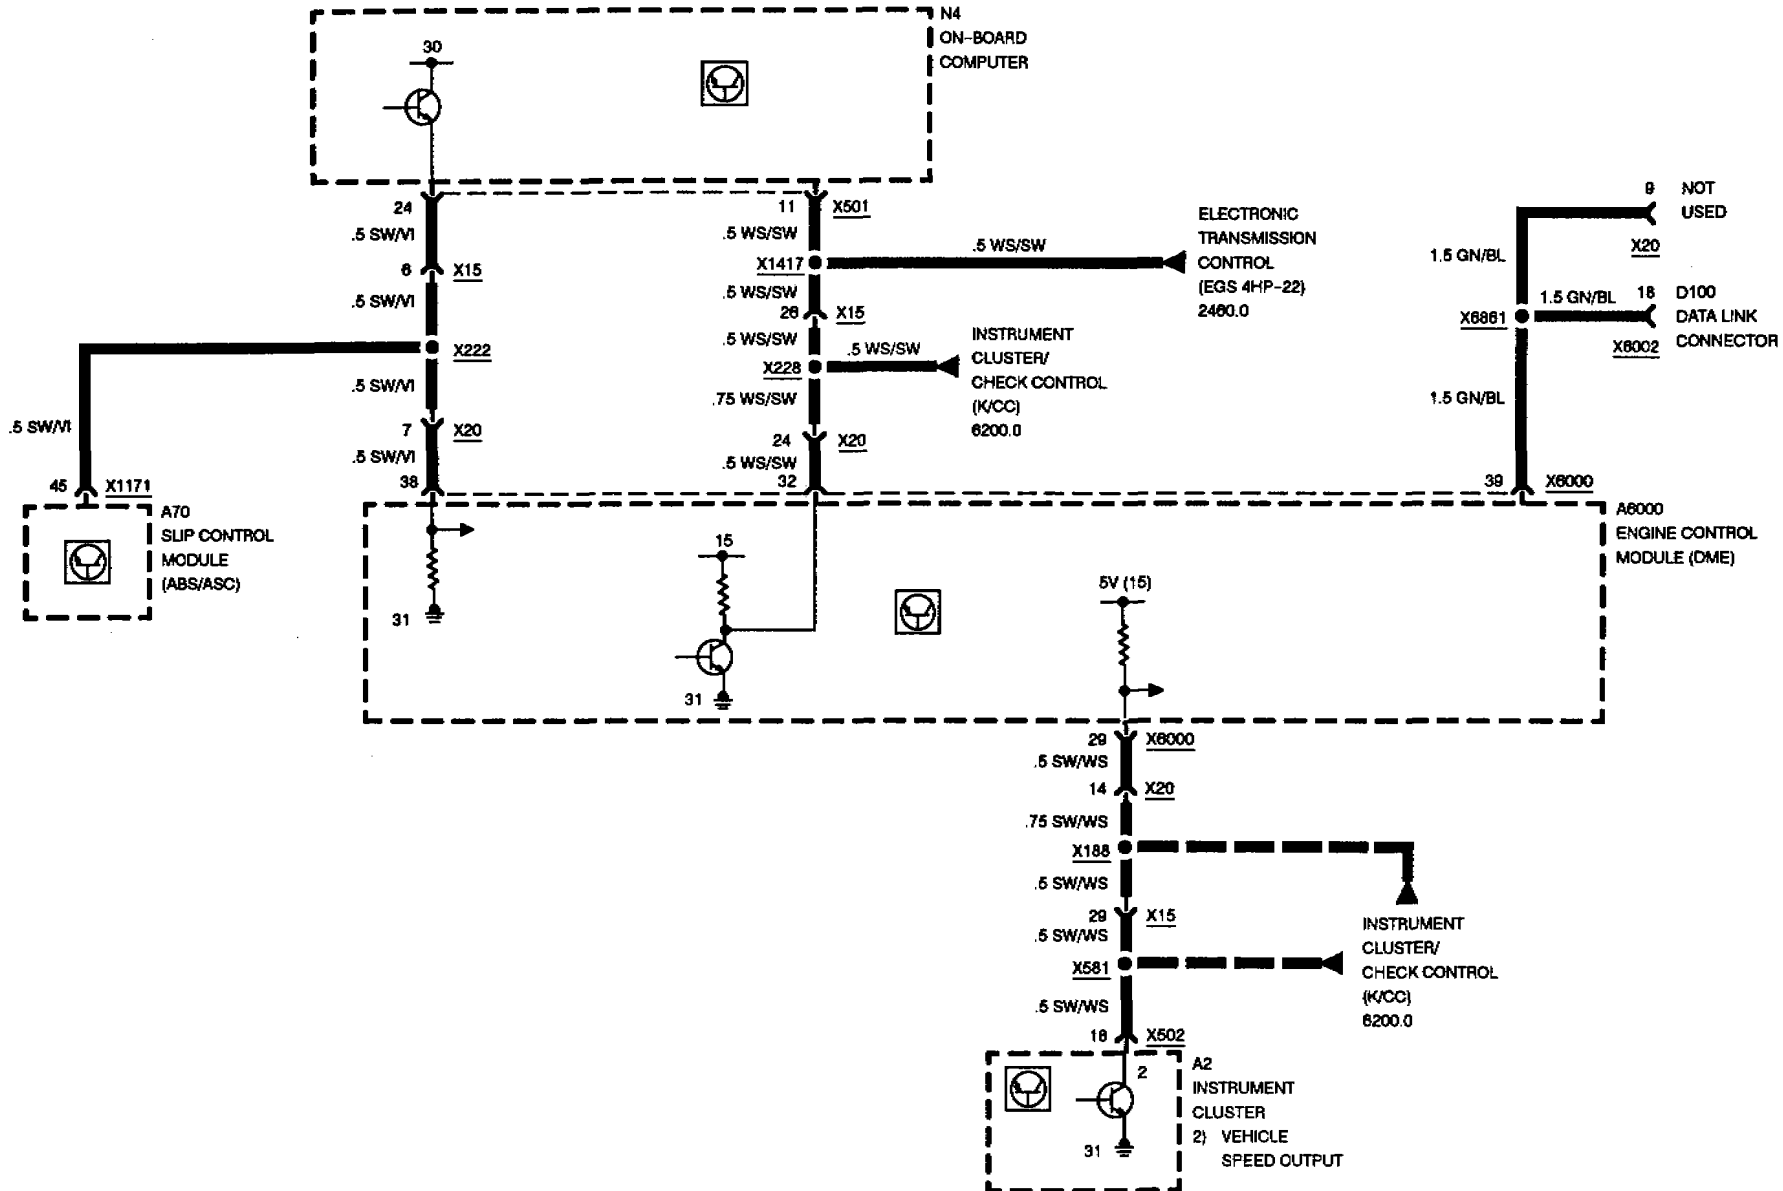 N4
ON-BOARD
COMPUTER
30
24
11
X501
.5 SW/VI
.5 WS/SW
X1417
.5 WS/SW
ELECTRONIC
TRANSMISSION
CONTROL
(EGS 4HP-22)
2460.0
9
NOT
USED
X20
1.5 GN/BL
6
X15
.5 SW/VI
.5 WS/SW
26
X15
1.5 GN/BL
18
D100
DATA LINK
CONNECTOR
X6861
X6002
X222
.5 WS/SW
.5 WS/SW
X228
INSTRUMENT
CLUSTER/
CHECK CONTROL
(K/CC)
6200.0
.5 SW/VI
.75 WS/SW
1.5 GN/BL
.5 SW/VI
7
X20
24
X20
.5 SW/VI
.5 WS/SW
45
X1171
38
32
39
X6000
A70
SLIP CONTROL
MODULE
(ABS/ASC)
A6000
ENGINE CONTROL
MODULE (DME)
15
5V (15)
31
31
29
X6000
.5 SW/WS
14
X20
.75 SW/WS
X188
.5 SW/WS
29
X15
.5 SW/WS
X581
INSTRUMENT
CLUSTER/
CHECK CONTROL
(K/CC)
6200.0
.5 SW/WS
18
X502
2
31
A2
INSTRUMENT
CLUSTER
2) VEHICLE
SPEED OUTPUT